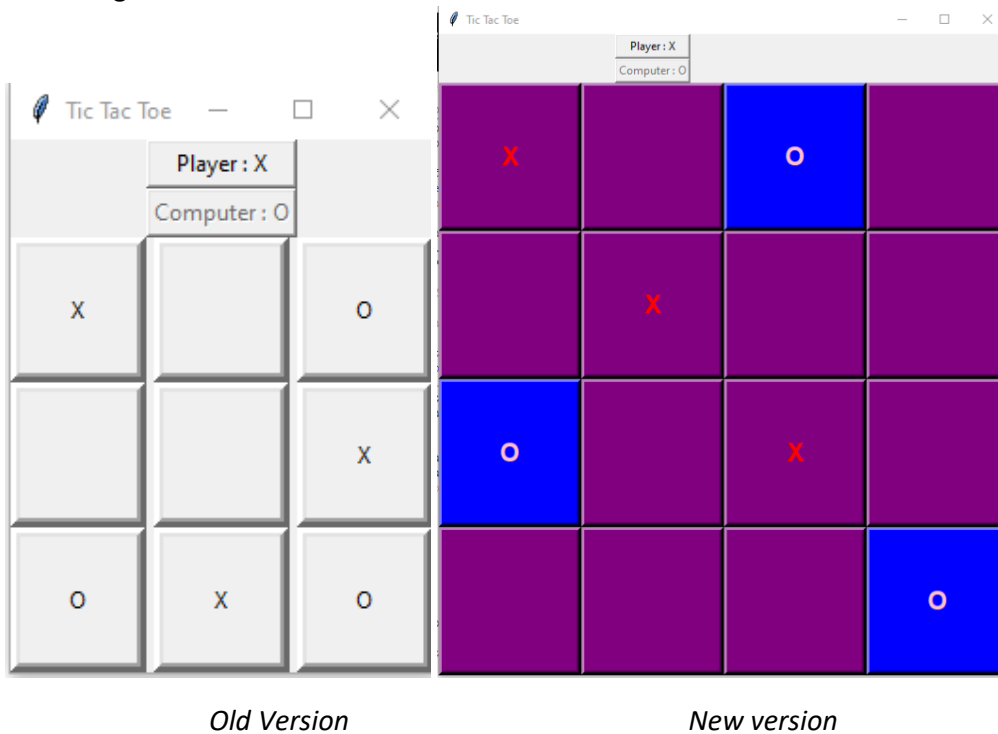 Tic Tac Toe
Player : X
Computer : O
X O
X
O X O
Tic Tac Toe
Player : X
Computer : O
X O
X
O X
O
Old Version
New version